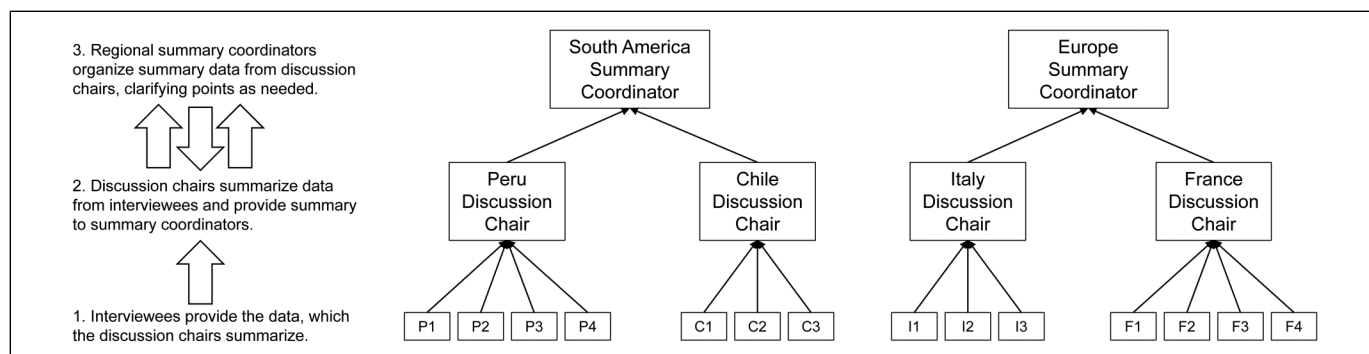 3. Regional summary coordinators
organize summary data from discussion
chairs, clarifying points as needed.
2. Discussion chairs summarize data
from interviewees and provide summary
to summary coordinators.
1. Interviewees provide the data, which
the discussion chairs summarize.
South America
Summary
Coordinator
Europe
Summary
Coordinator
Peru
Discussion
Chair
Chile
Discussion
Chair
Italy
Discussion
Chair
France
Discussion
Chair
P1 P2 P3 P4 C1 C2 C3 I1 I2 I3 F1 F2 F3 F4